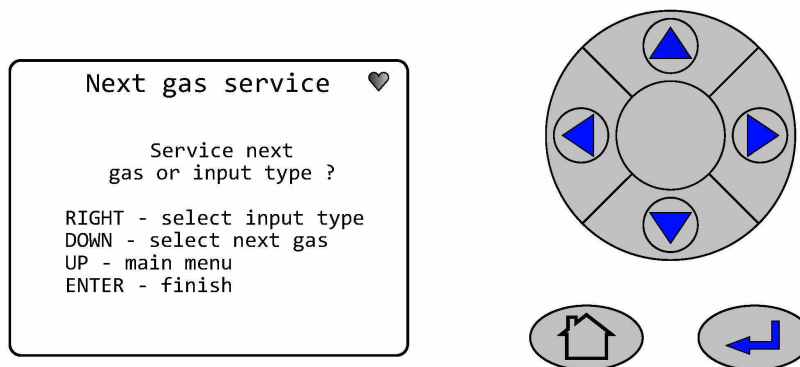 Next gas service
Service next
gas or input type ?
RIGHT - select input type
DOWN - select next gas
UP - main menu
ENTER - finish